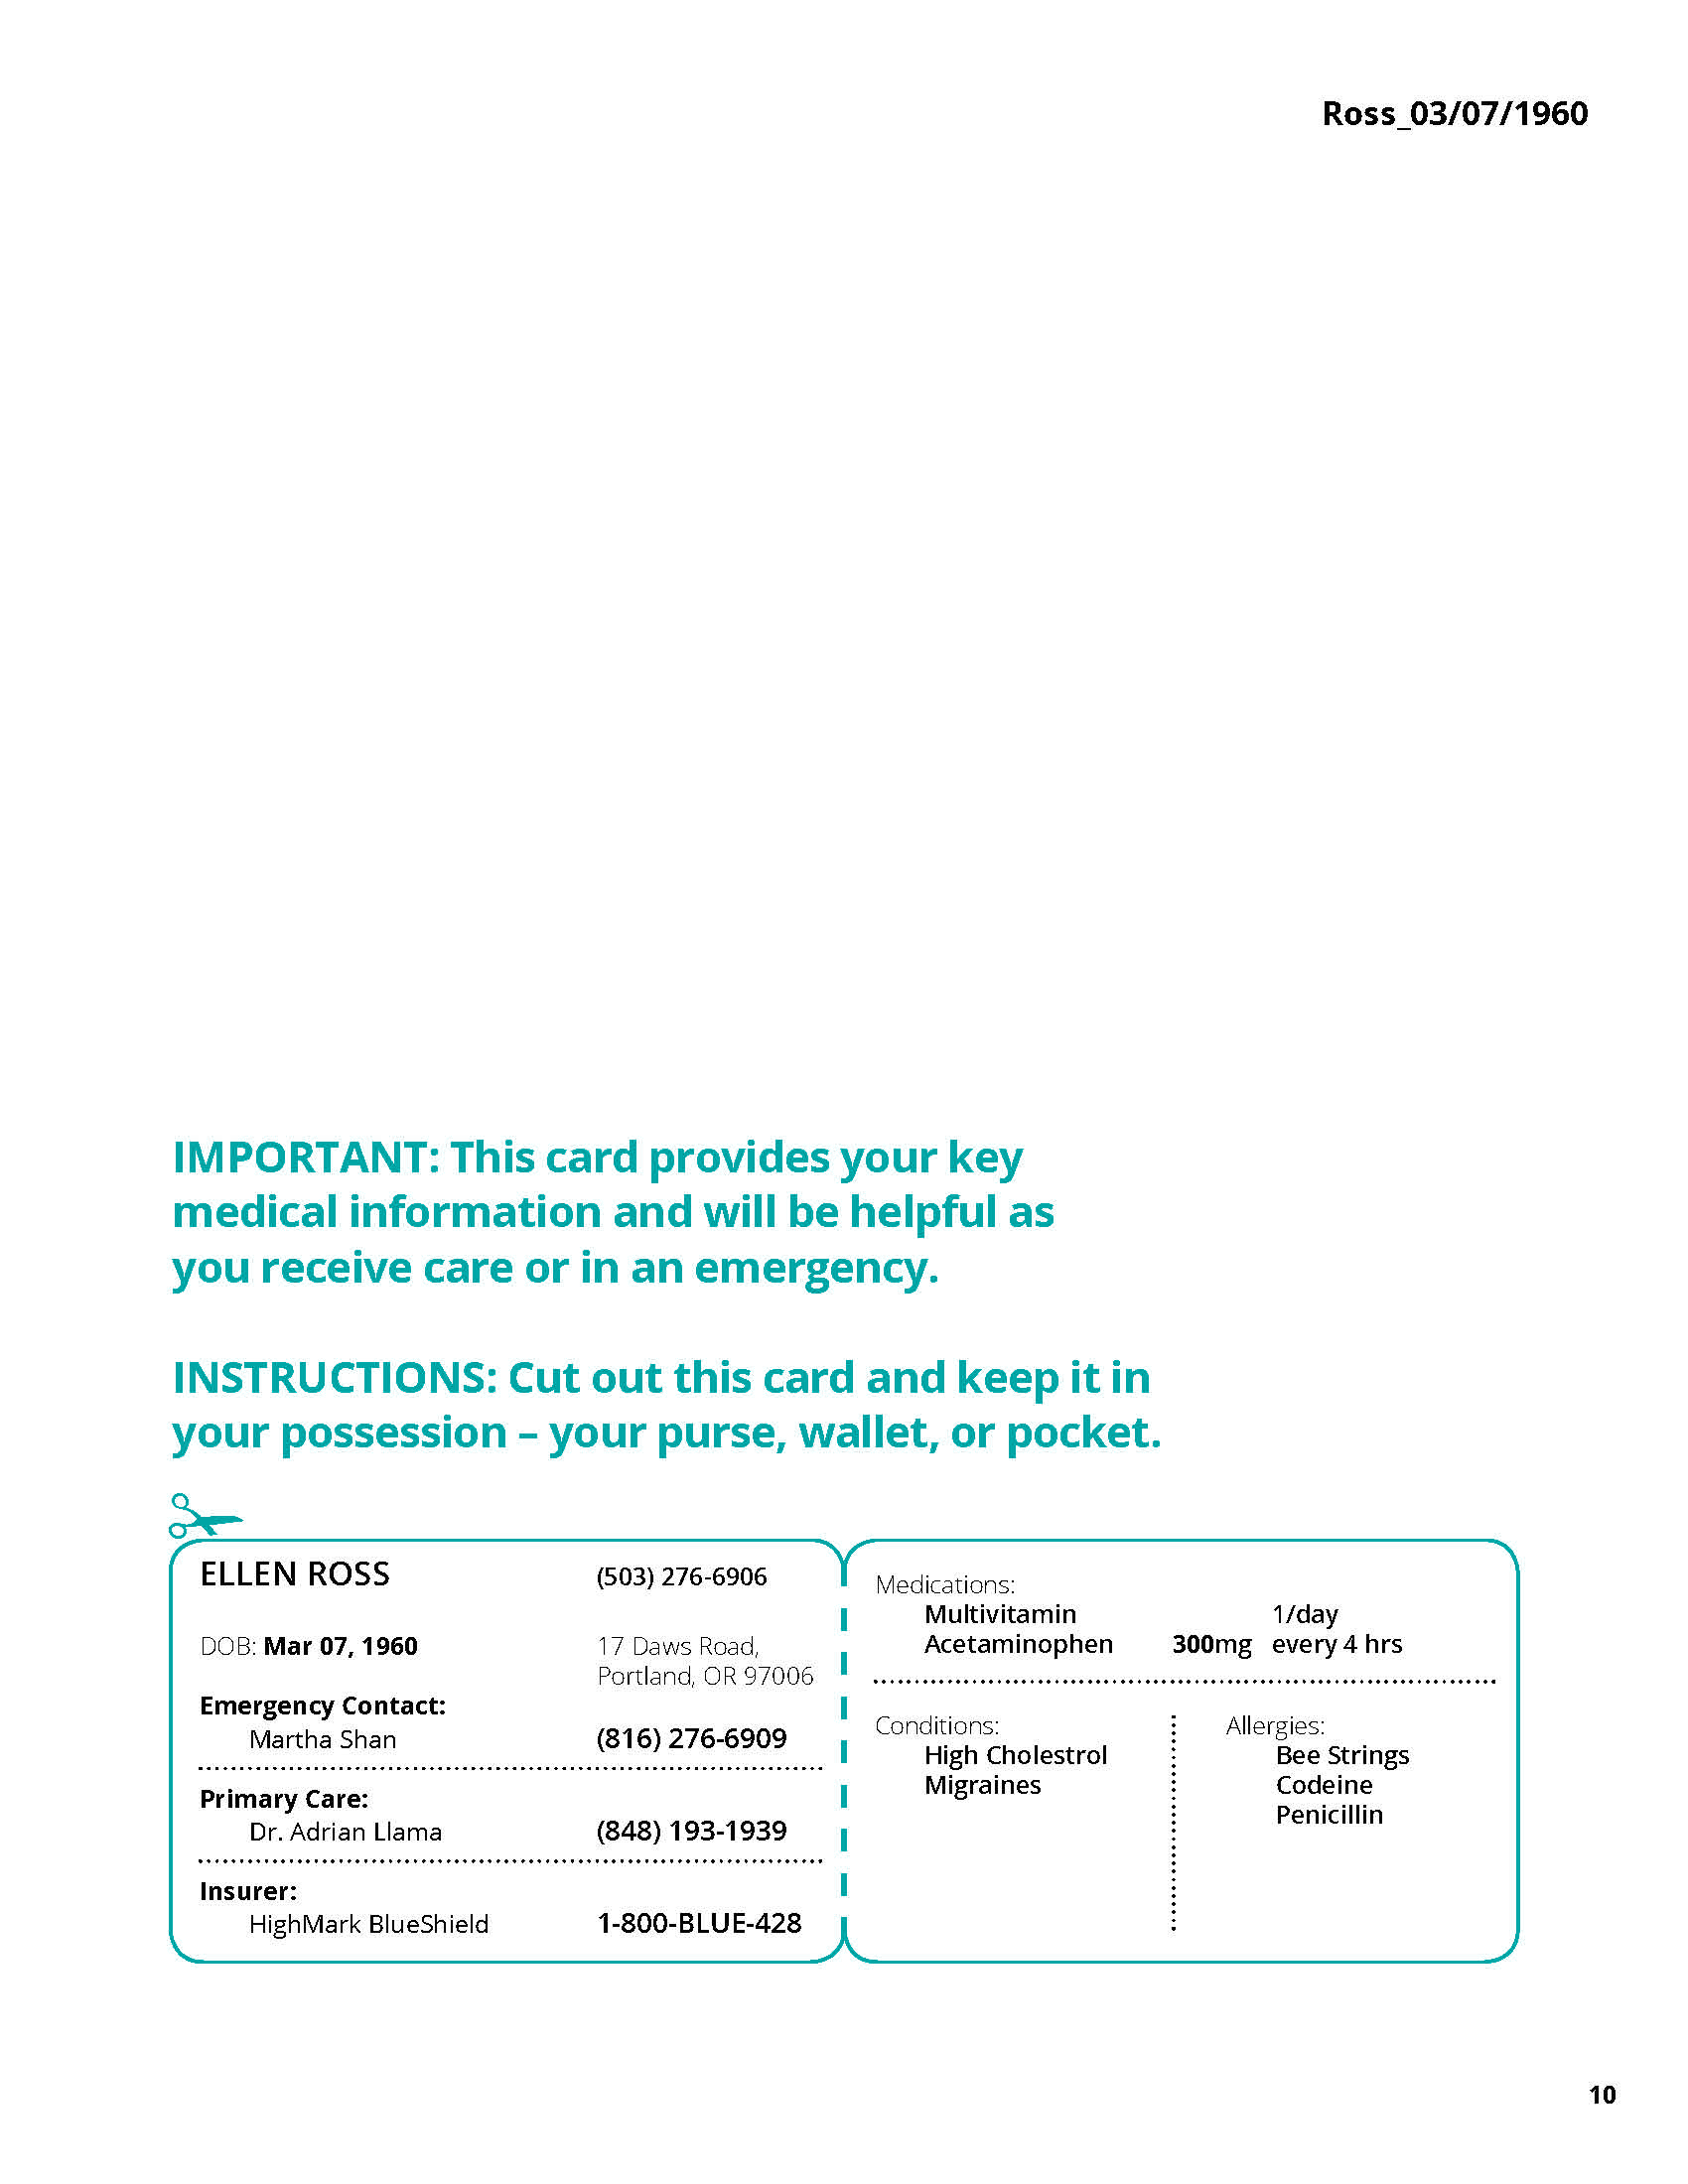 Ross_03/07/1960
IMPORTANT: This card provides your key
medical information and will be helpful as
you receive care or in an emergency.
INSTRUCTIONS: Cut out this card and keep it in
your possession – your purse, wallet, or pocket.
ELLEN ROSS (503) 276-6906
DOB: Mar 07, 1960 17 Daws Road,
Portland, OR 97006
Emergency Contact:
Martha Shan (816) 276-6909
Primary Care:
Dr. Adrian Llama (848) 193-1939
Insurer:
HighMark BlueShield 1-800-BLUE-428
Medications:
Multivitamin 1/day
Acetaminophen 300mg every 4 hrs
Conditions:
High Cholestrol
Migraines
Allergies:
Bee Strings
Codeine
Penicillin
10